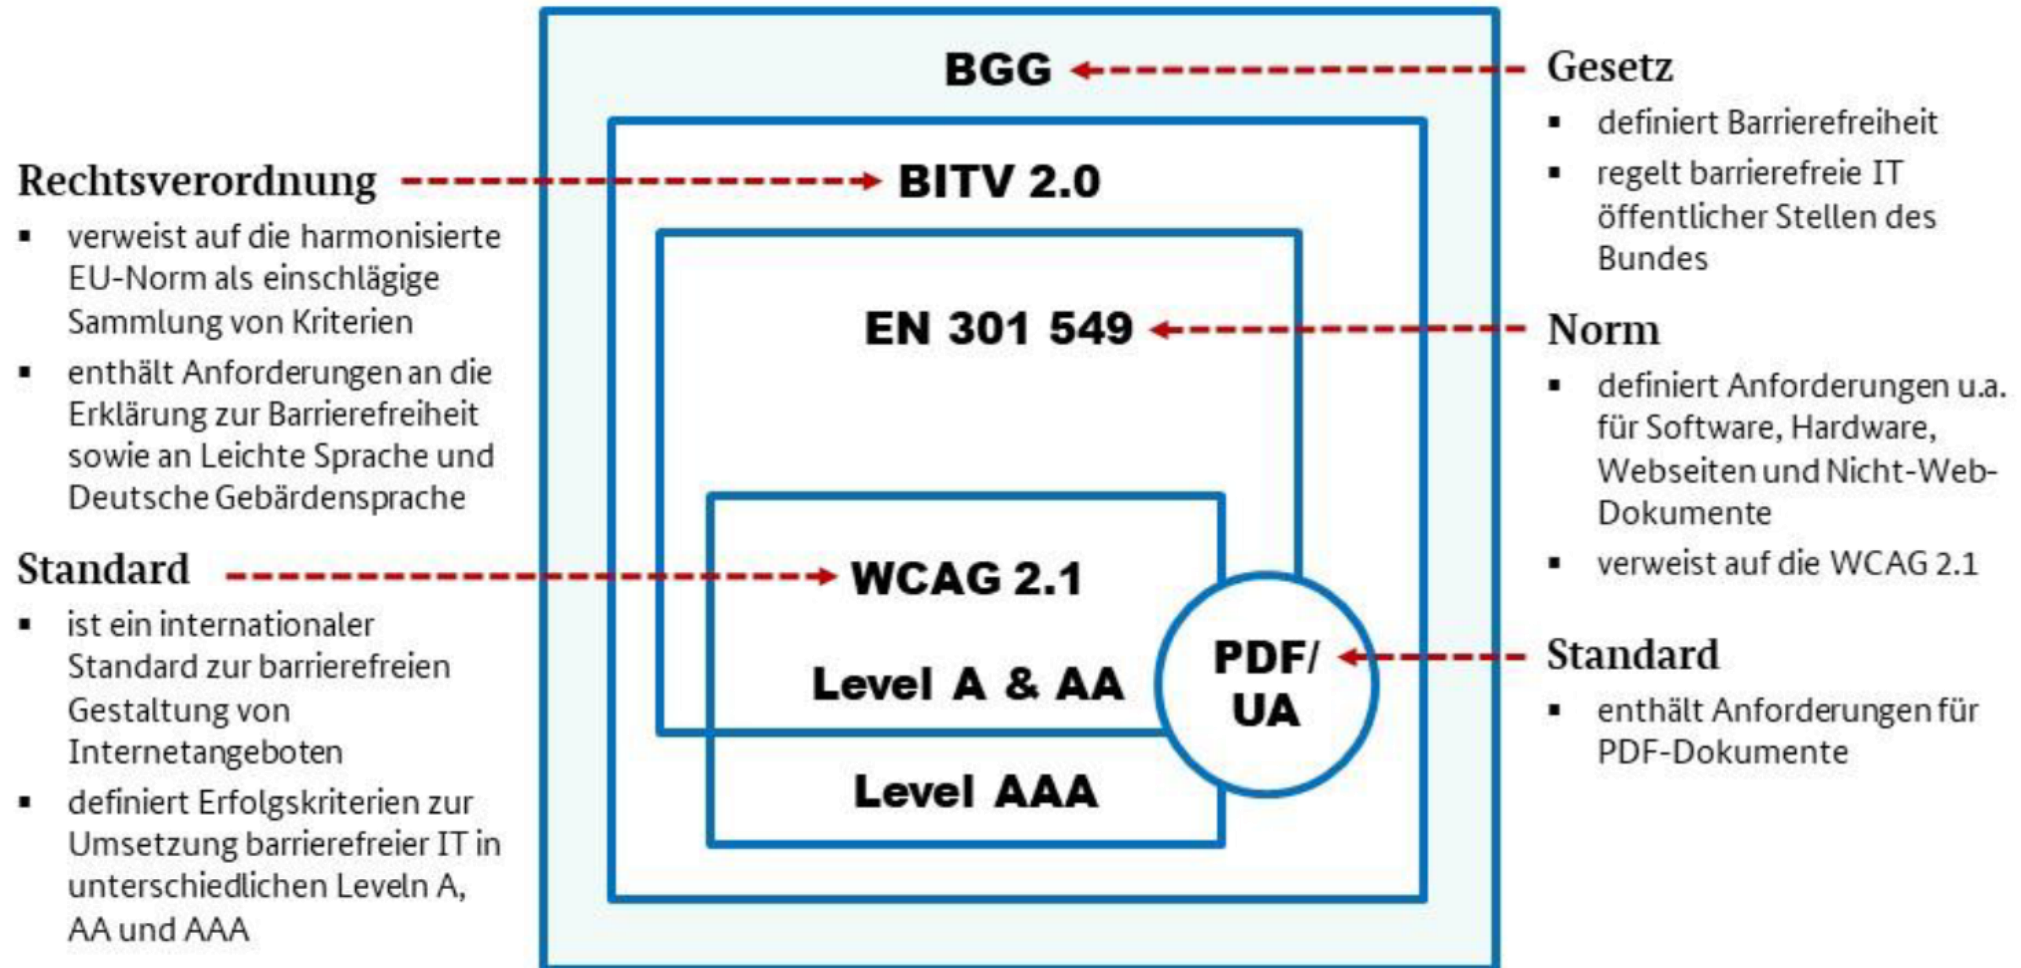 BGG
Gesetz
▪ definiert Barrierefreiheit
▪ regelt barrierefreie IT
öffentlicher Stellen des
Bundes
Rechtsverordnung
▪ verweist auf die harmonisierte
EU-Norm als einschlägige
Sammlung von Kriterien
▪ enthält Anforderungen an die
Erklärung zur Barrierefreiheit
sowie an Leichte Sprache und
Deutsche Gebärdensprache
BITV 2.0
EN 301 549
Norm
▪ definiert Anforderungen u.a.
für Software, Hardware,
Webseiten und Nicht-Web-
Dokumente
▪ verweist auf die WCAG 2.1
Standard
▪ ist ein internationaler
Standard zur barrierefreien
Gestaltung von
Internetangeboten
▪ definiert Erfolgskriterien zur
Umsetzung barrierefreier IT in
unterschiedlichen Leveln A,
AA und AAA
WCAG 2.1
Level A & AA
Level AAA
PDF/
UA
Standard
▪ enthält Anforderungen für
PDF-Dokumente